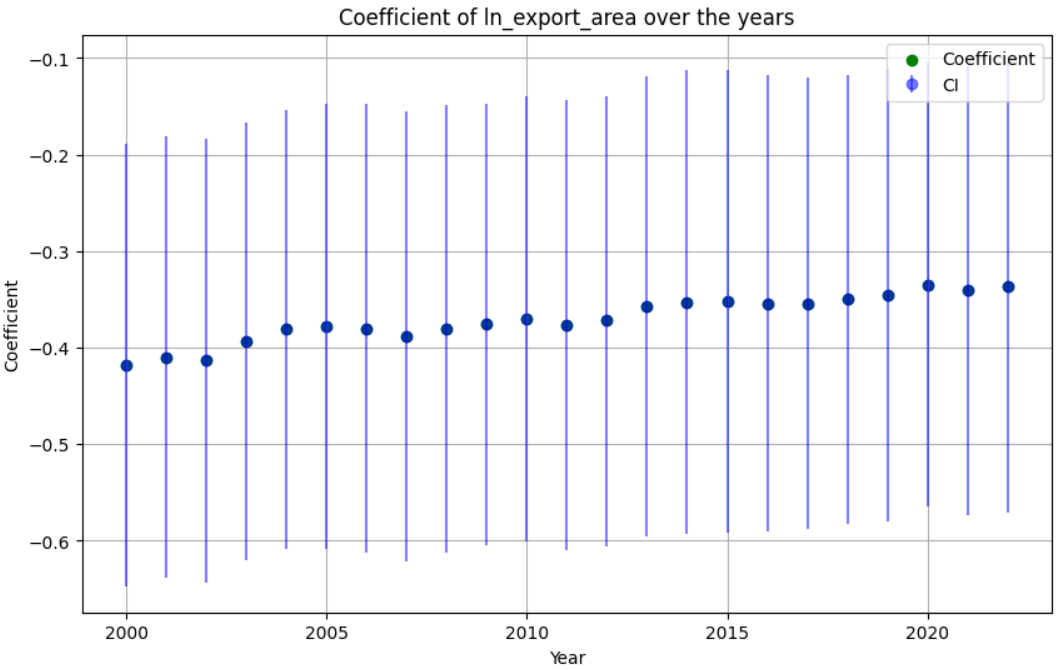 Coefficient of ln_export_area over the years
Coefficient
CI
−0.1
−0.2
−0.3
−0.4
−0.5
−0.6
Coefficient
2000
2005
2010
2015
2020
Year